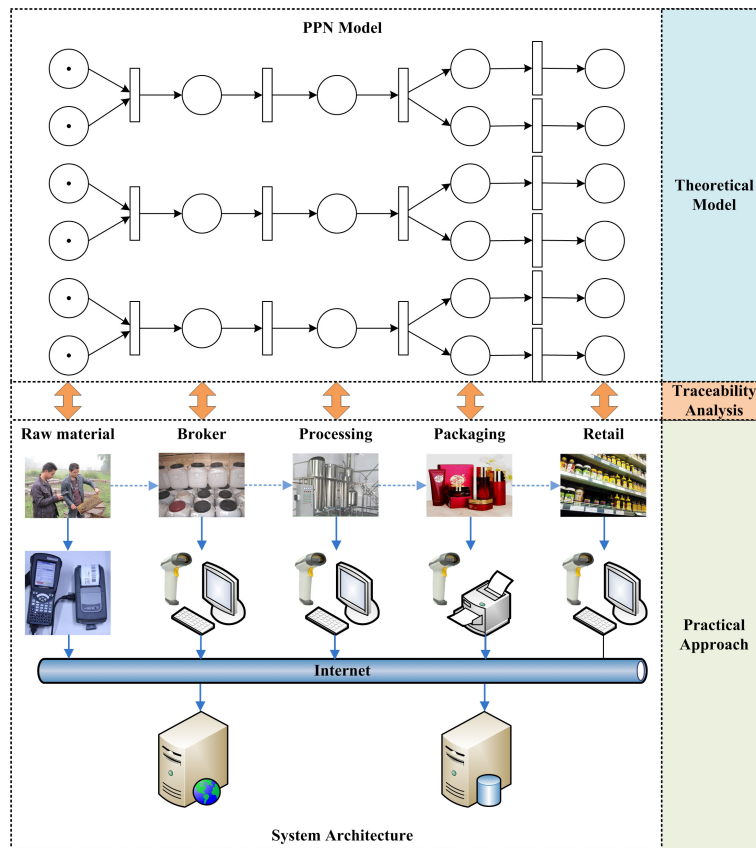 PPN Model
Theoretical
Model
Traceability
Analysis
Raw material
Broker
Processing
Packaging
Retail
Practical
Approach
Internet
System Architecture